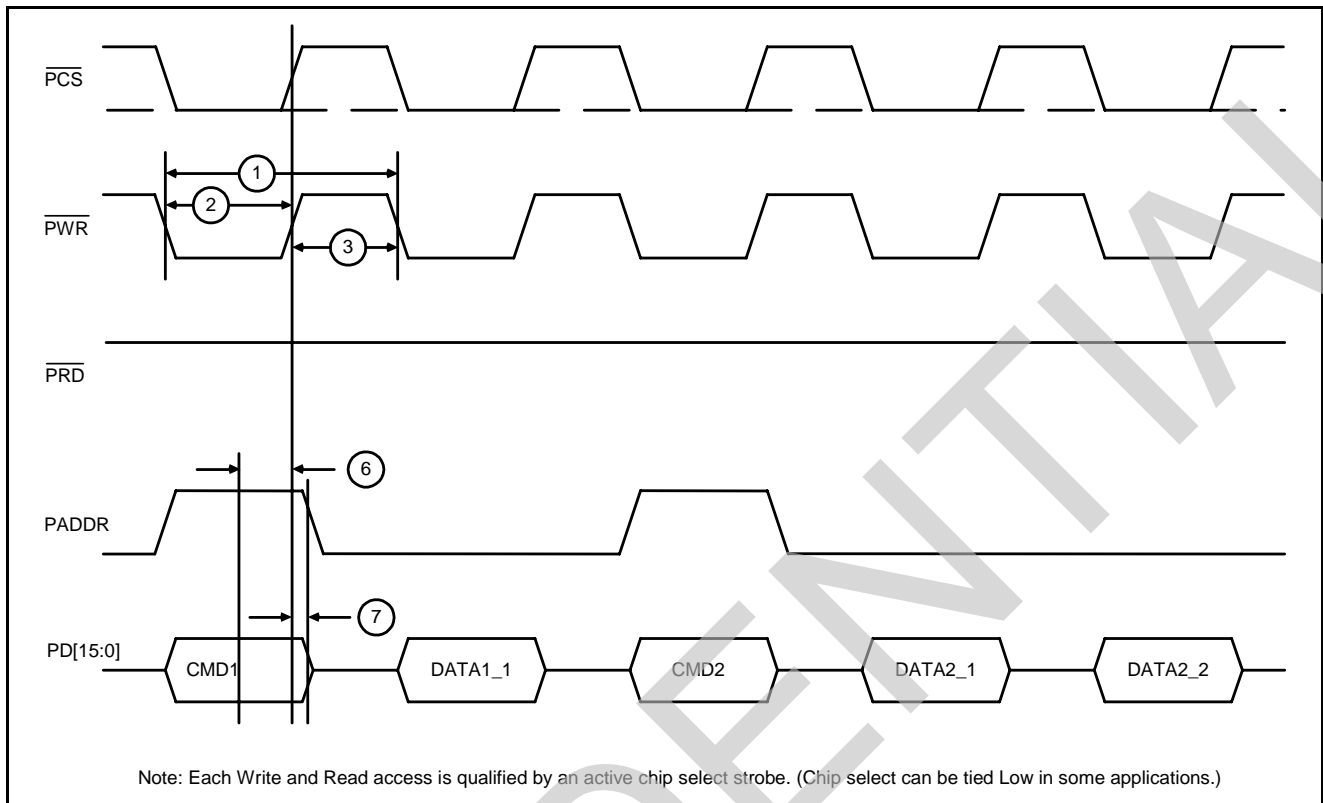 PCS
1
2
PWR
3
PRD
6
PADDR
7
PD[15:0]
CMD1 DATA1_1 CMD2 DATA2_1 DATA2_2
Note: Each Write and Read access is qualified by an active chip select strobe. (Chip select can be tied Low in some applications.)
ENTIAL